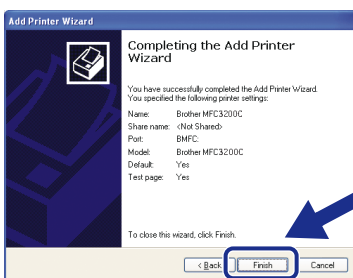 Add Printer Wizard
Completing the Add Printer
Wizard
You have successfully completed the Add Printer Wizard.
You specified the following printer settings:
Name: Brother MFC3200C
Share name: <Not Shared>
Port: BMFC:
Model: Brother MFC3200C
Default: Yes
Test page: Yes
To close this wizard, click Finish.
< Back Finish Cancel